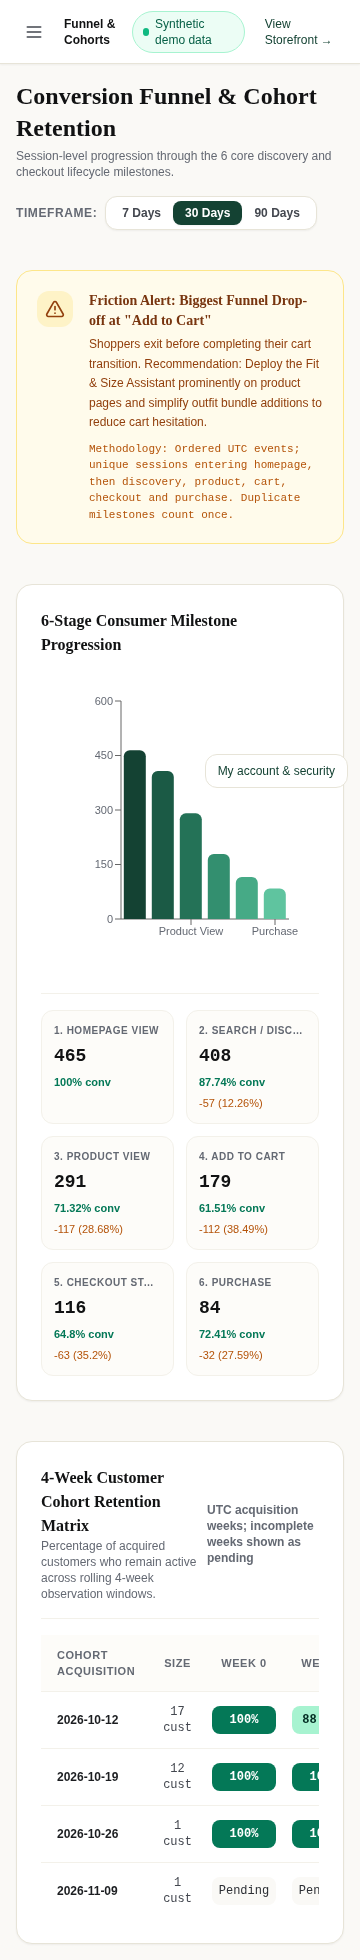 Funnel & Cohorts
Synthetic demo data
View Storefront →
Conversion Funnel & Cohort
Retention
Session-level progression through the 6 core discovery and
checkout lifecycle milestones.
TIMEFRAME: 7 Days 30 Days 90 Days
Friction Alert: Biggest Funnel Drop-
off at "Add to Cart"
Shoppers exit before completing their cart
transition. Recommendation: Deploy the Fit
& Size Assistant prominently on product
pages and simplify outfit bundle additions to
reduce cart hesitation.
Methodology: Ordered UTC events;
unique sessions entering homepage,
then discovery, product, cart,
checkout and purchase. Duplicate
milestones count once.
6-Stage Consumer Milestone
Progression
600
450
300
150
0
My account & security
Product View Purchase
1. HOMEPAGE VIEW
465
100% conv
2. SEARCH / DISC...
408
87.74% conv
-57 (12.26%)
3. PRODUCT VIEW
291
71.32% conv
-117 (28.68%)
4. ADD TO CART
179
61.51% conv
-112 (38.49%)
5. CHECKOUT ST...
116
64.8% conv
-63 (35.2%)
6. PURCHASE
84
72.41% conv
-32 (27.59%)
4-Week Customer
Cohort Retention
Matrix
Percentage of acquired
customers who remain active
across rolling 4-week
observation windows.
UTC acquisition
weeks; incomplete
weeks shown as
pending
COHORT ACQUISITION SIZE WEEK 0 WE
2026-10-12 17 cust 100% 88
2026-10-19 12 cust 100% 10
2026-10-26 1 cust 100% 10
2026-11-09 1 cust Pending Pen